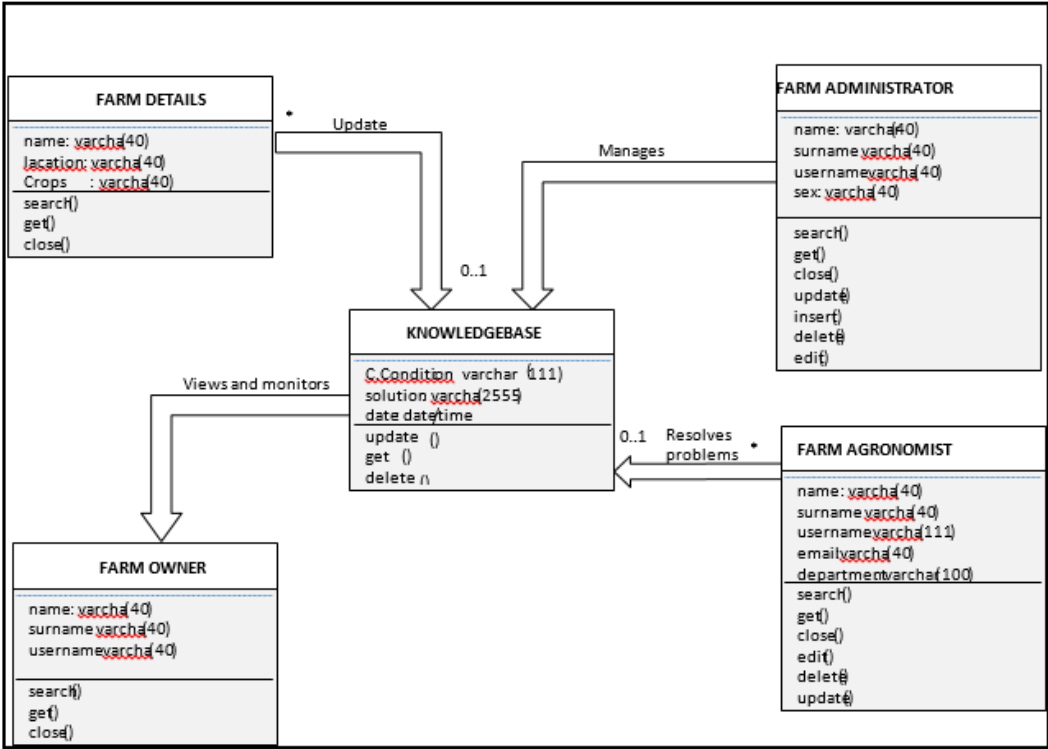 FARM DETAILS
name: varcha(40)
lacation: varcha(40)
Crops : varcha(40)
search()
get()
close()
*
Update
0..1
Manages
FARM ADMINISTRATOR
name: varchar(40)
surname varcha(40)
username varcha(40)
sex: varcha(40)
search()
get()
close()
update()
insert()
delete()
edit()
KNOWLEDGEBASE
C.Condition varchar (111)
solution varcha(2555)
date date/time
update ()
get ()
delete ()
Views and monitors
0..1
Resolves
problems
*
FARM AGRONOMIST
name: varcha(40)
surname varcha(40)
username varcha(111)
email varcha(40)
department varchar(100)
search()
get()
close()
edit()
delete()
update()
FARM OWNER
name: varcha(40)
surname varcha(40)
username varcha(40)
search()
get()
close()